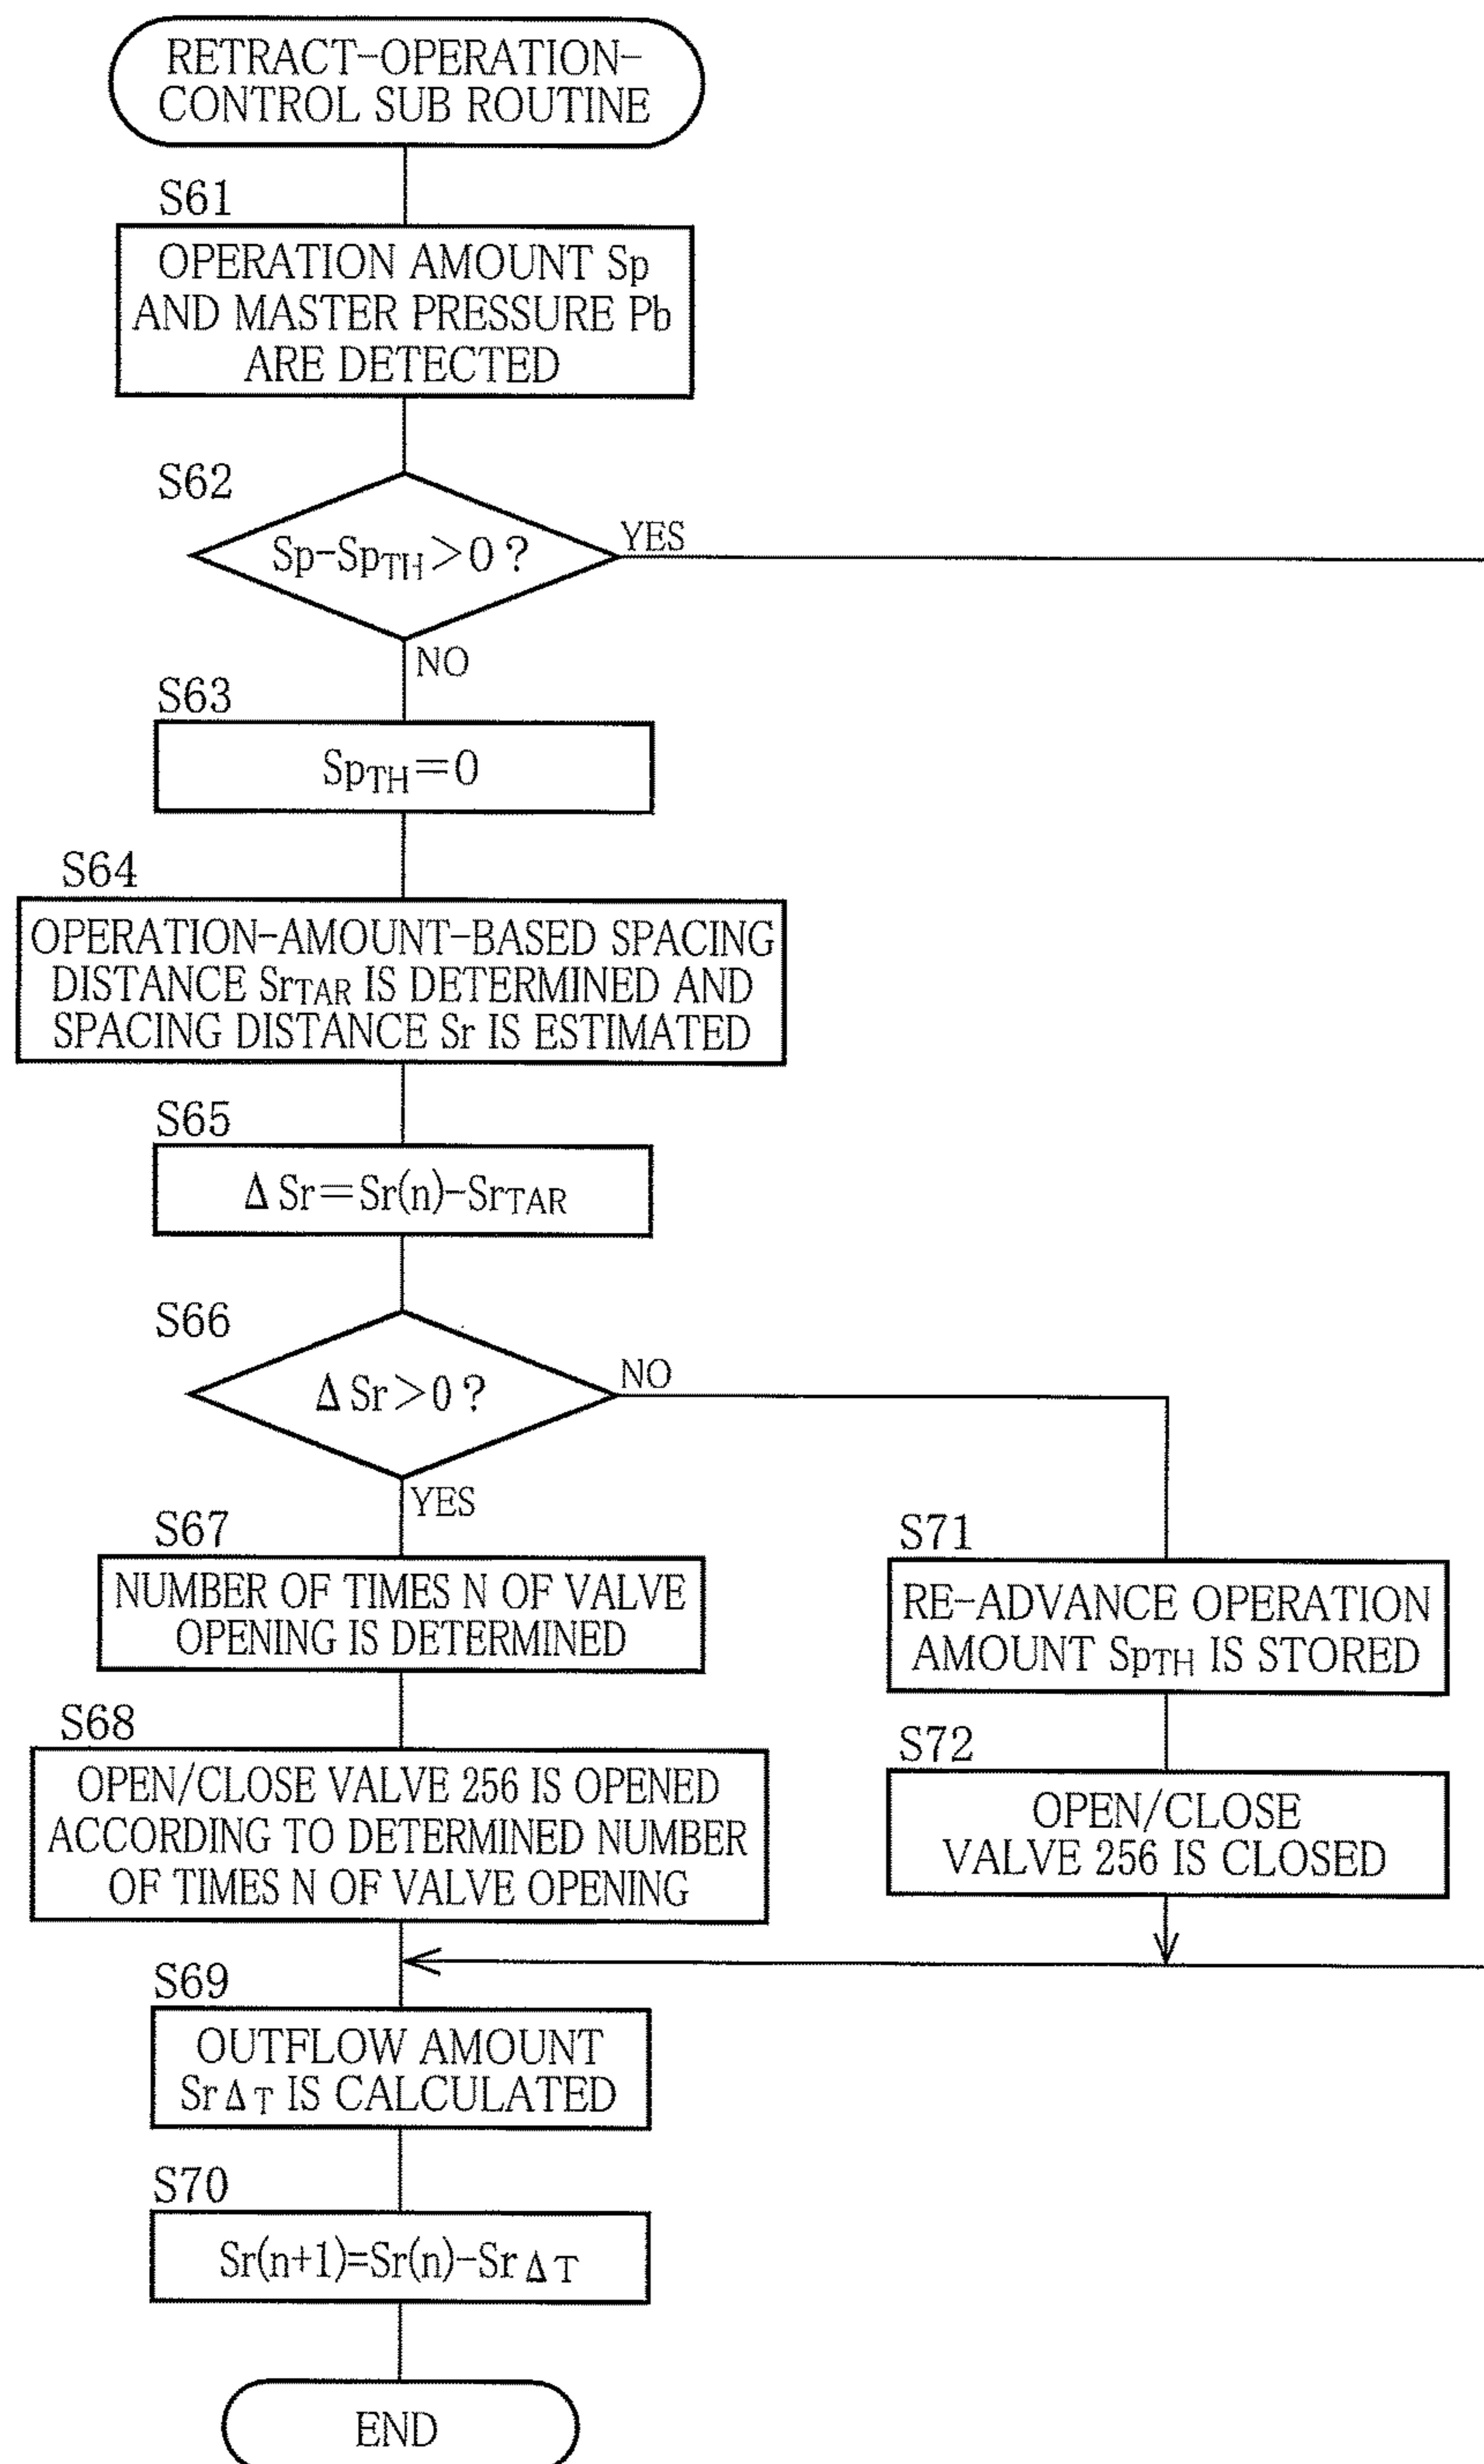 RETRACT-OPERATION-
CONTROL SUB ROUTINE
S61
OPERATION AMOUNT Sp
AND MASTER PRESSURE Pb
ARE DETECTED
S62
Sp-SpTH>0 ?
YES
NO
S63
SpTH=0
S64
OPERATION-AMOUNT-BASED SPACING
DISTANCE SrTAR IS DETERMINED AND
SPACING DISTANCE Sr IS ESTIMATED
S65
Δ Sr=Sr(n)-SrTAR
S66
Δ Sr>0 ?
NO
YES
S67
NUMBER OF TIMES N OF VALVE
OPENING IS DETERMINED
S68
OPEN/CLOSE VALVE 256 IS OPENED
ACCORDING TO DETERMINED NUMBER
OF TIMES N OF VALVE OPENING
S71
RE-ADVANCE OPERATION
AMOUNT SpTH IS STORED
S72
OPEN/CLOSE
VALVE 256 IS CLOSED
S69
OUTFLOW AMOUNT
Sr Δ T IS CALCULATED
S70
Sr(n+1)=Sr(n)-Sr Δ T
END